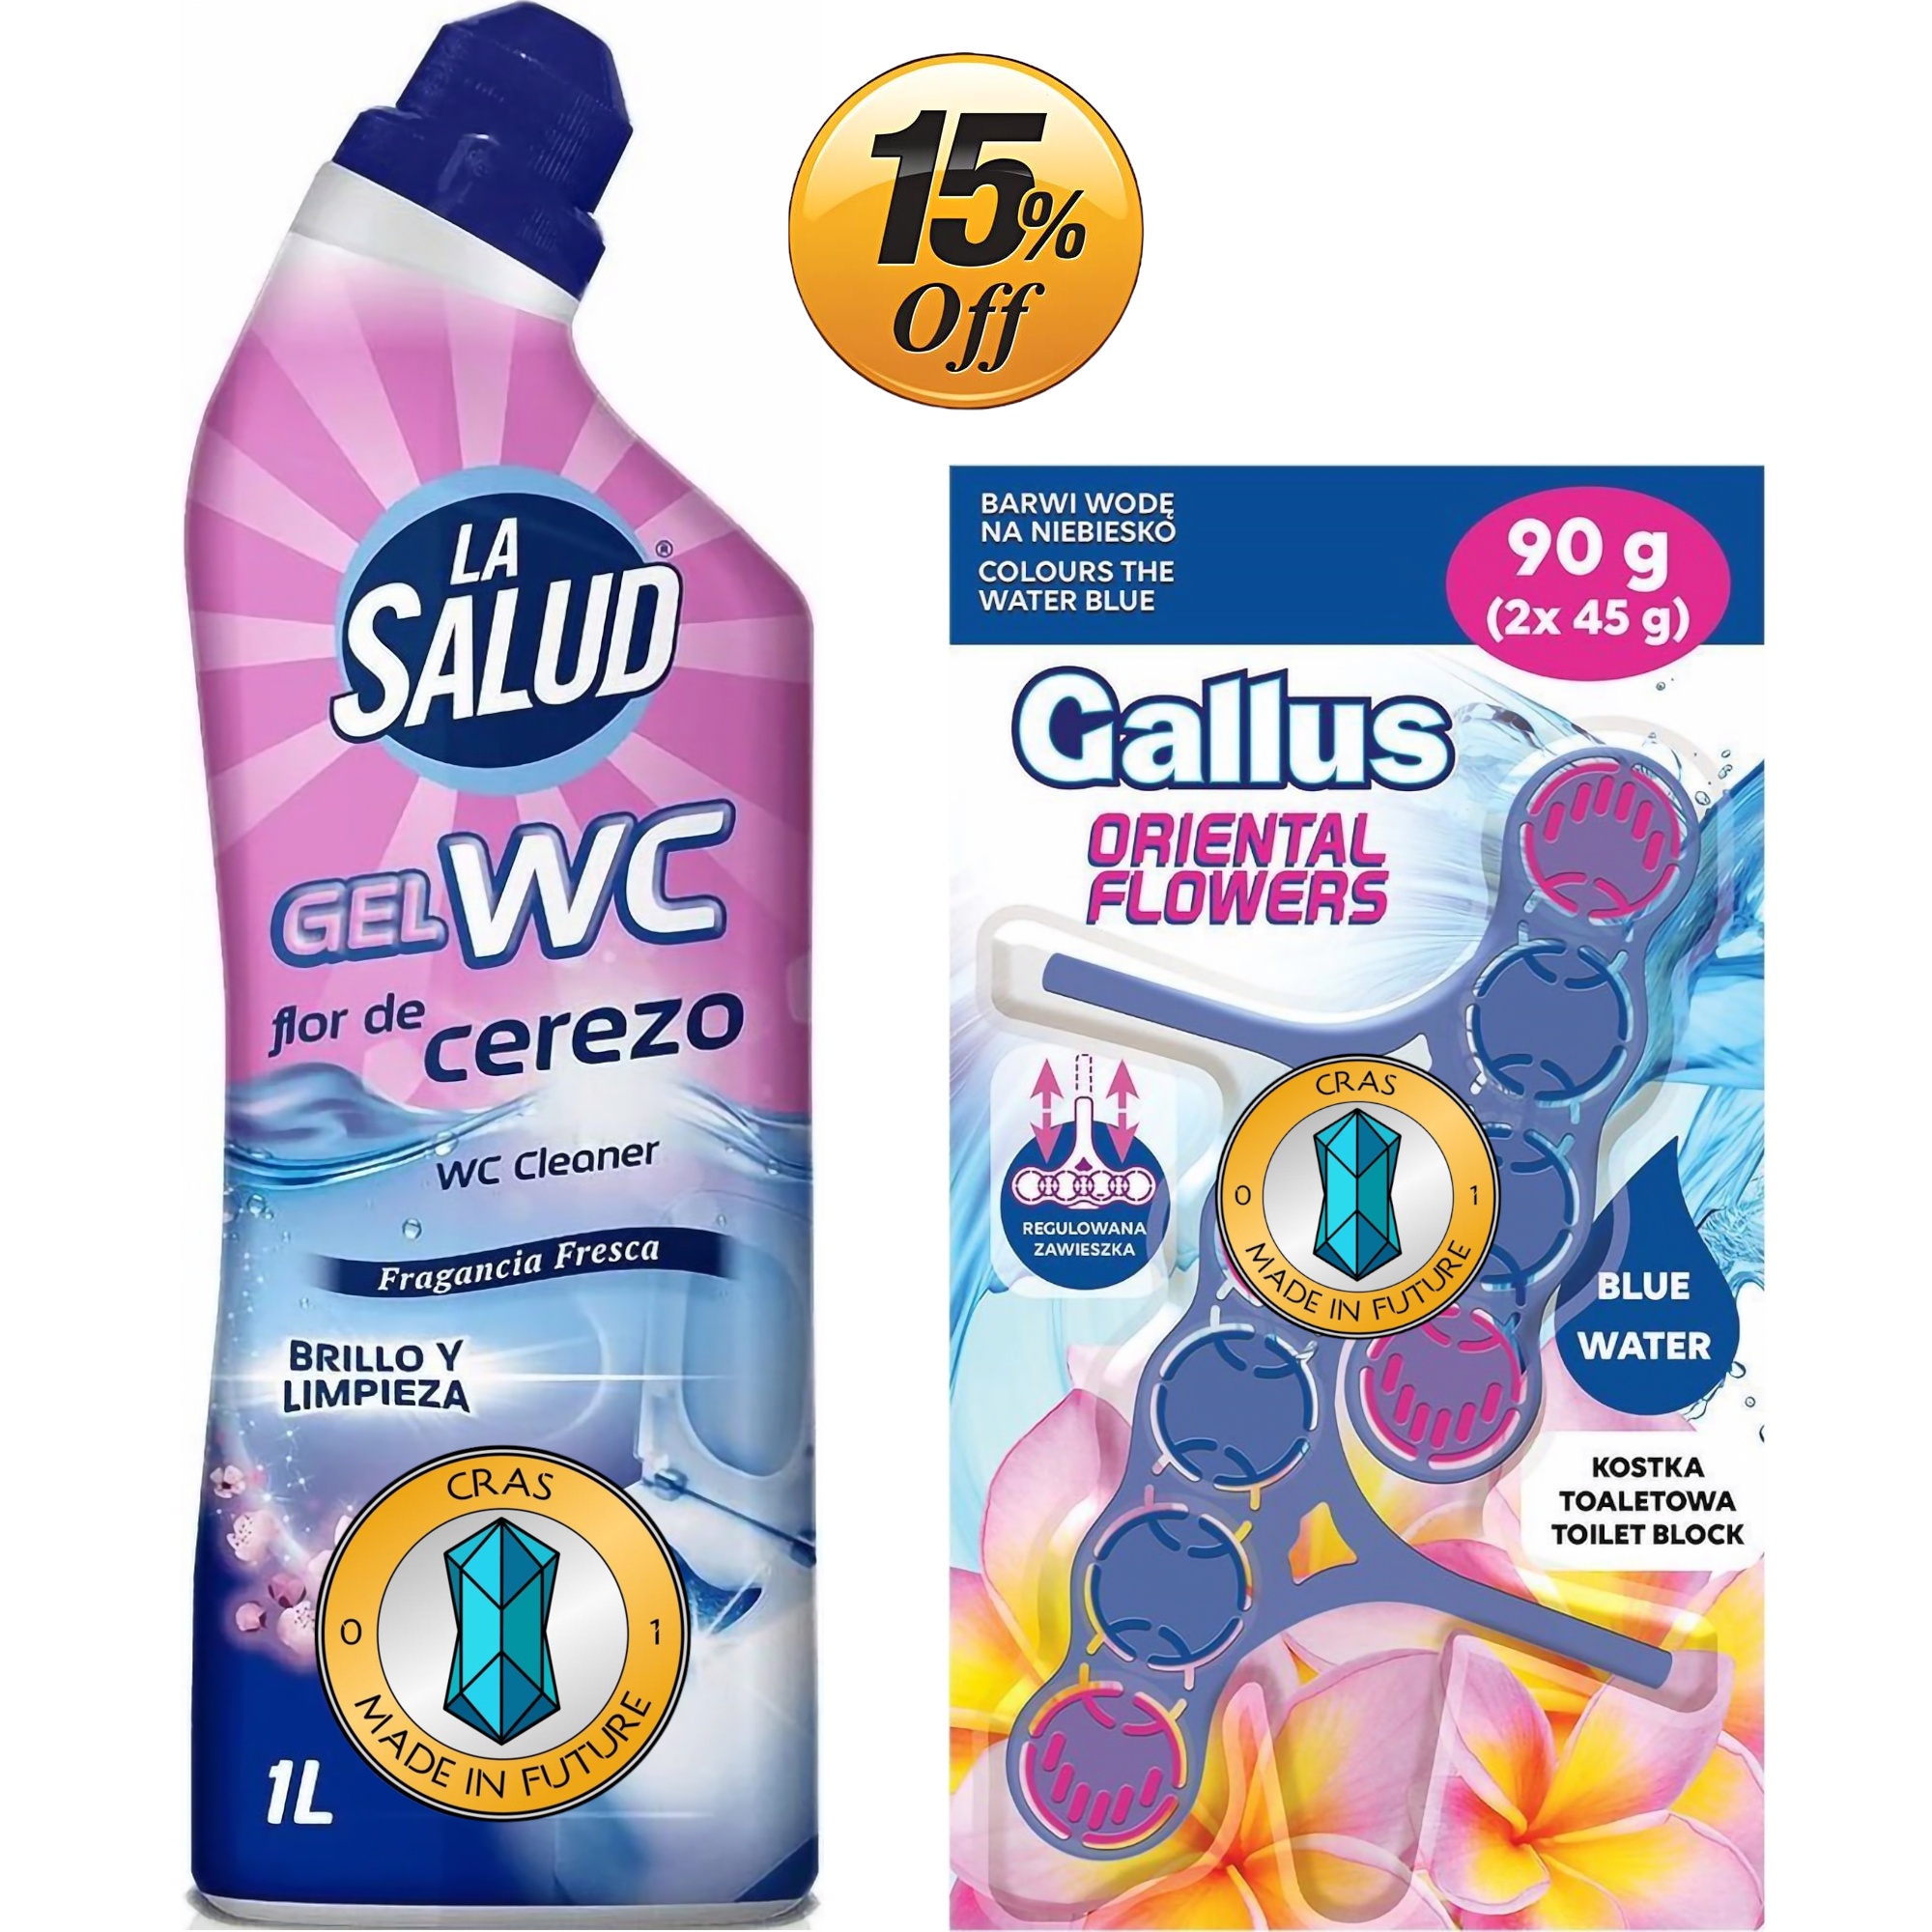 15%
Off
LA
SALUD®
GEL WC
flor de cerezo
WC Cleaner
Fragancia Fresca
BRILLO Y
LIMPIEZA
CRAS
0 1
MADE IN FUTURE
1L
BARWI WODĘ
NA NIEBIESKO
COLOURS THE
WATER BLUE
90 g
(2x 45 g)
Gallus
ORIENTAL
FLOWERS
REGULOWANA
ZAWIESZKA
CRAS
0 1
MADE IN FUTURE
BLUE
WATER
KOSTKA
TOALETOWA
TOILET BLOCK